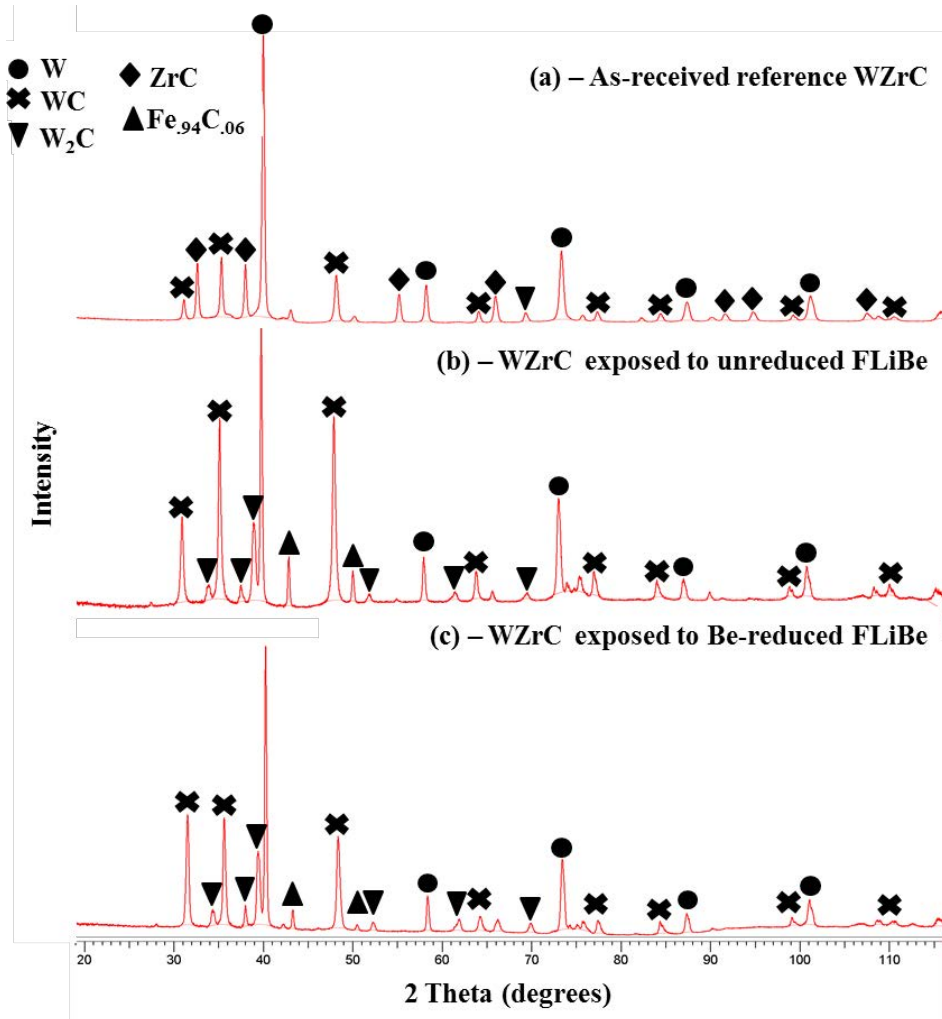 W
WC
W₂C
ZrC
Fe.₉₄C.₀₆
(a) – As-received reference WZrC
(b) – WZrC exposed to unreduced FLiBe
(c) – WZrC exposed to Be-reduced FLiBe
Intensity
20 30 40 50 60 70 80 90 100 110
2 Theta (degrees)